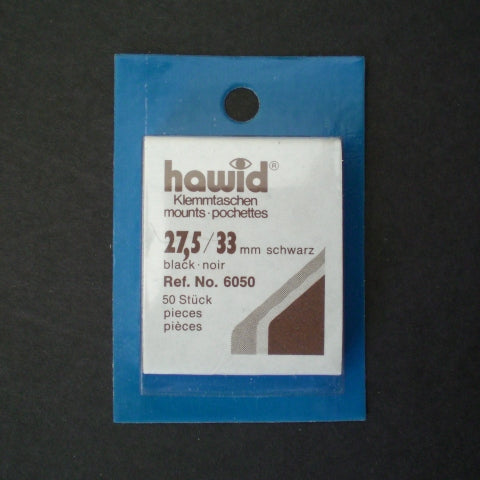 hawid®
Klemmtaschen
mounts·pochettes
27,5/33 mm schwarz
black·noir
Ref. No. 6050
50 Stück
pieces
pièces